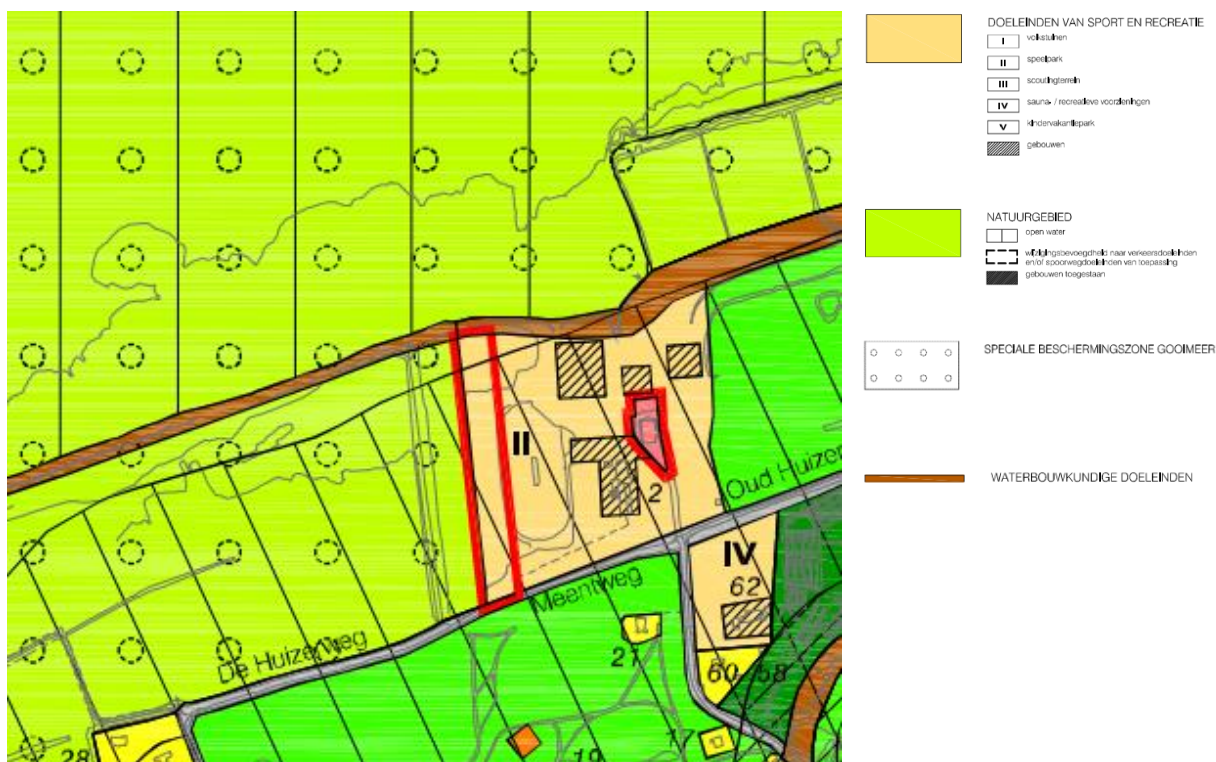 II
2
Oud Huizer
IV
62
Meentweg
De Huizerweg
21
60 58
28
19
17
DOELEINDEN VAN SPORT EN RECREATIE
I volkstuinen
II speelpark
III scoutingterrein
IV sauna- / recreatieve voorzieningen
V kindervakantiepark
gebouwen
NATUURGEBIED
open water
wijzigingsbevoegdheid naar verkeersdoeleinden
en/of spoorwegdoeleinden van toepassing
gebouwen toegestaan
SPECIALE BESCHERMINGSZONE GOOIMEER
WATERBOUWKUNDIGE DOELEINDEN